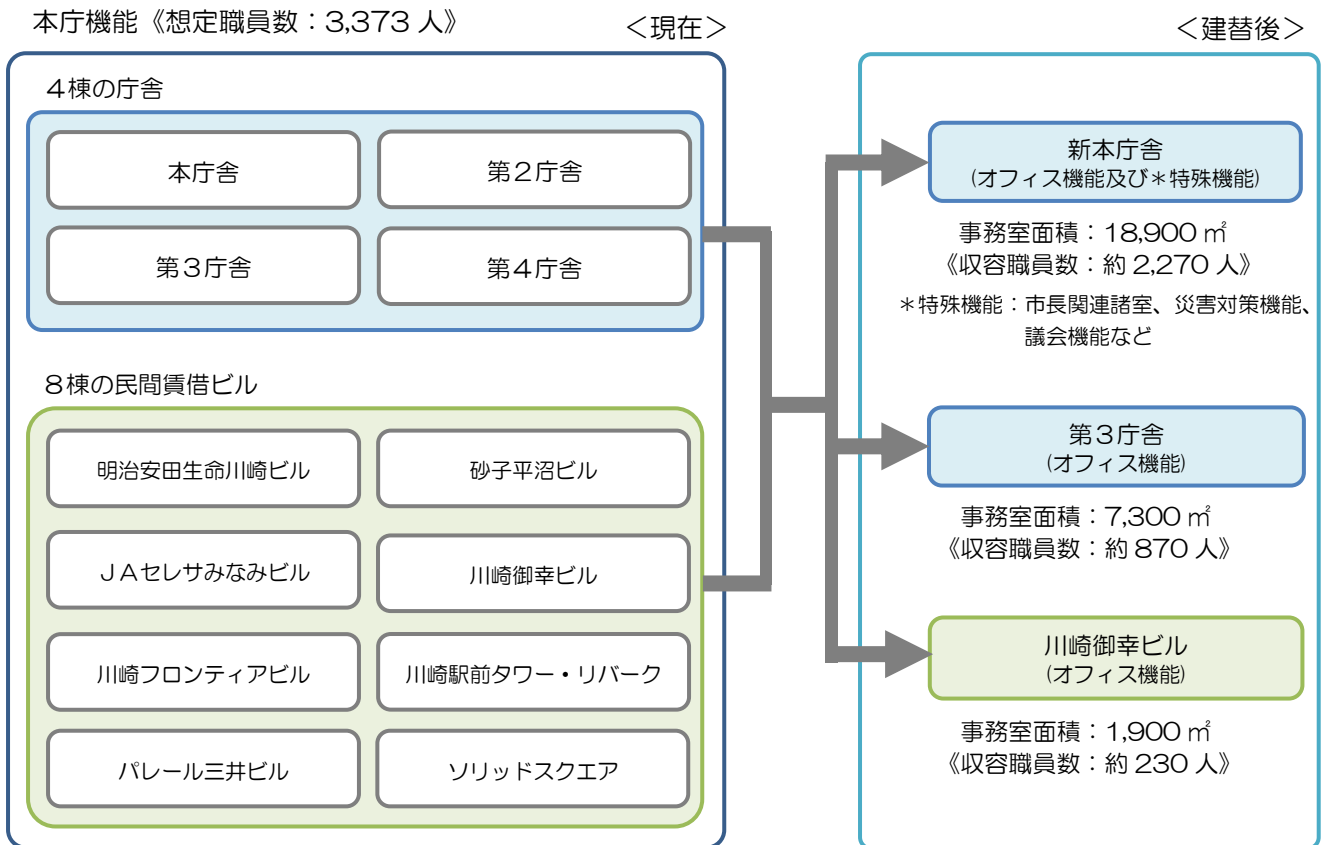 本庁機能《想定職員数：3,373 人》
＜現在＞
＜建替後＞
４棟の庁舎
本庁舎
第２庁舎
第３庁舎
第４庁舎
８棟の民間賃借ビル
明治安田生命川崎ビル
砂子平沼ビル
ＪＡセレサみなみビル
川崎御幸ビル
川崎フロンティアビル
川崎駅前タワー・リバーク
パレール三井ビル
ソリッドスクエア
新本庁舎
(オフィス機能及び＊特殊機能)
事務室面積：18,900 ㎡
《収容職員数：約 2,270 人》
＊特殊機能：市長関連諸室、災害対策機能、
議会機能など
第３庁舎
(オフィス機能)
事務室面積：7,300 ㎡
《収容職員数：約 870 人》
川崎御幸ビル
(オフィス機能)
事務室面積：1,900 ㎡
《収容職員数：約 230 人》